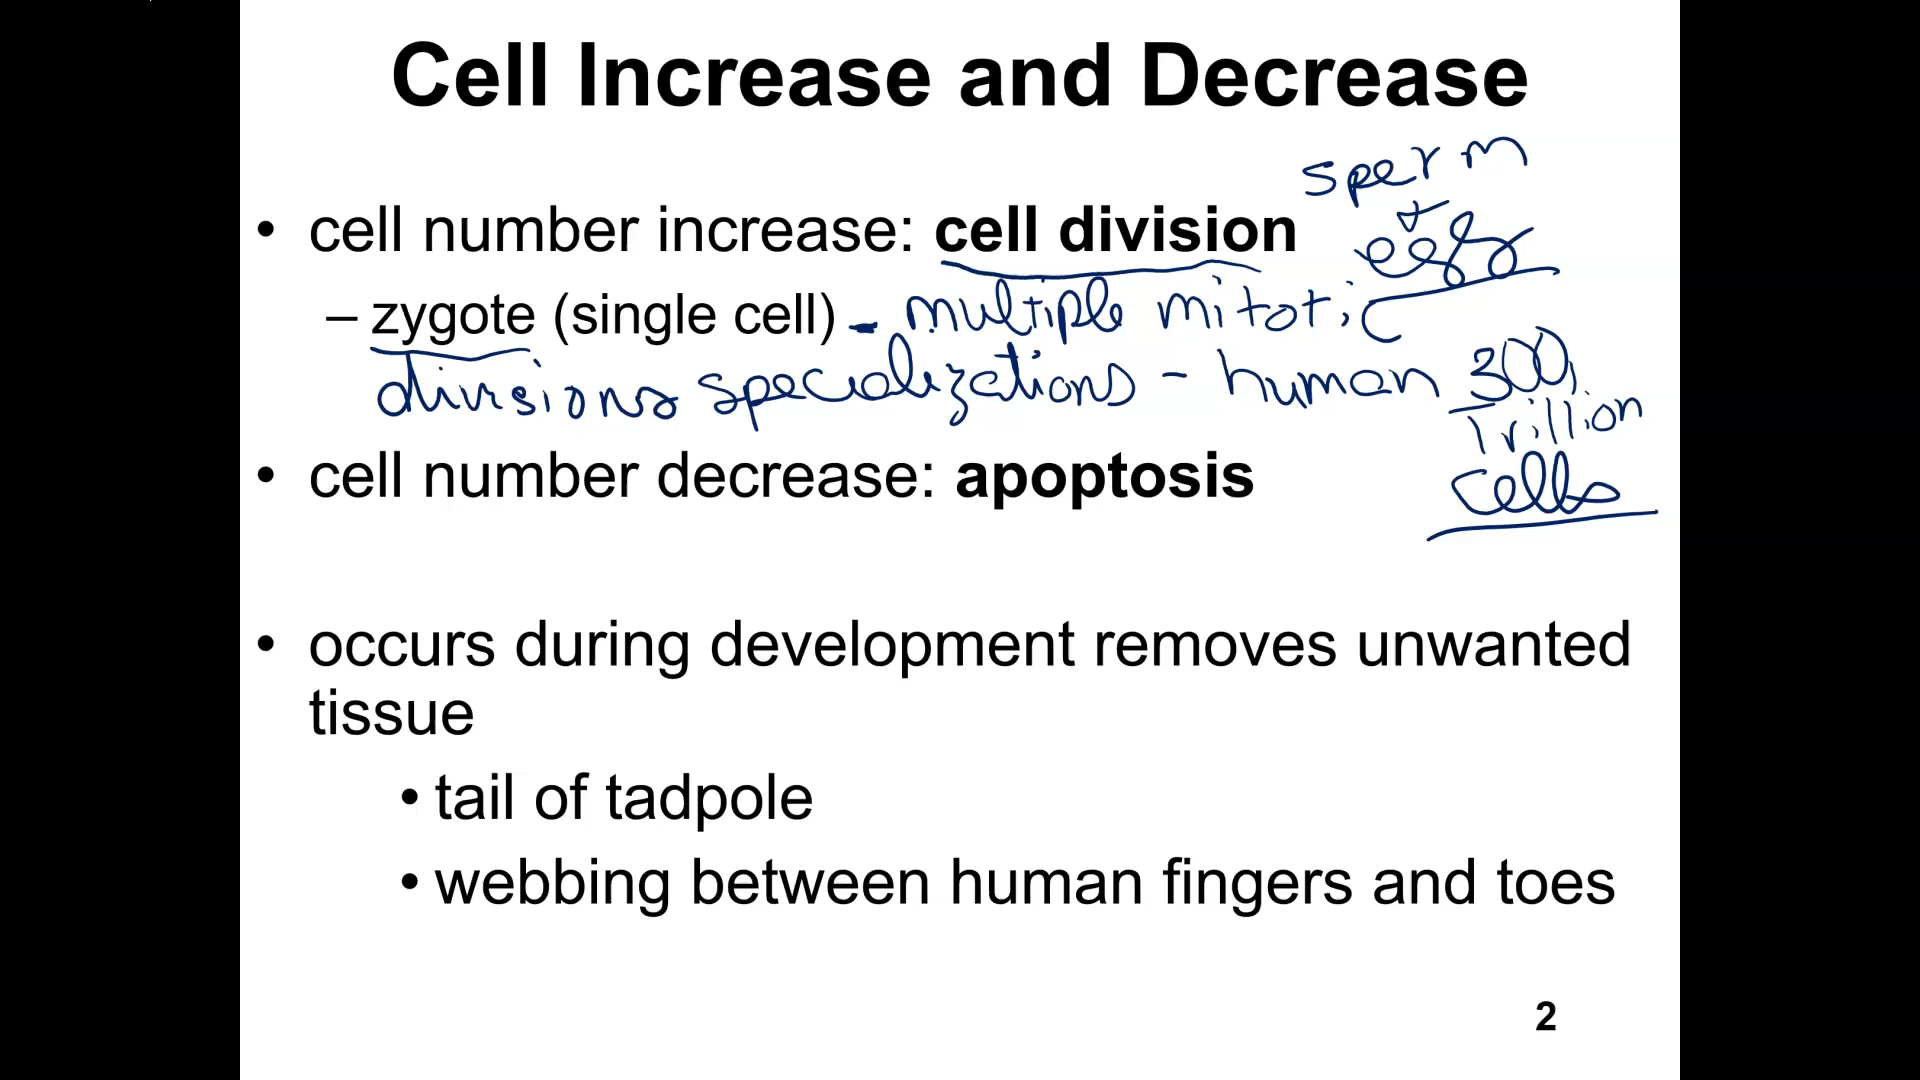 Cell Increase and Decrease
sperm
+
• cell number increase: cell division egg
– zygote (single cell) - multiple mitotic
divisions specializations - human 300
Trillion
• cell number decrease: apoptosis cells
• occurs during development removes unwanted
tissue
• tail of tadpole
• webbing between human fingers and toes
2